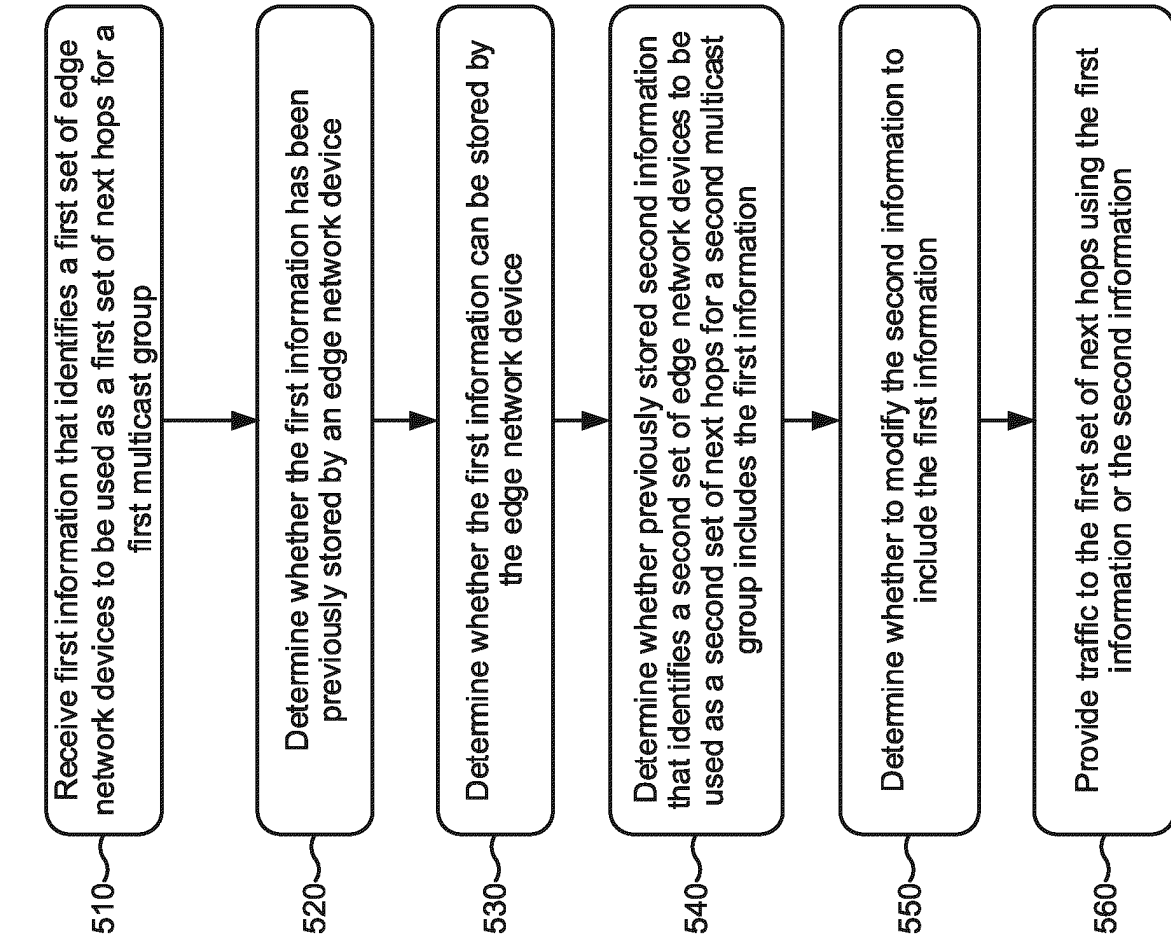 510
Receive first information that identifies a first set of edge
network devices to be used as a first set of next hops for a
first multicast group
520
Determine whether the first information has been
previously stored by an edge network device
530
Determine whether the first information can be stored by
the edge network device
540
Determine whether previously stored second information
that identifies a second set of edge network devices to be
used as a second set of next hops for a second multicast
group includes the first information
550
Determine whether to modify the second information to
include the first information
560
Provide traffic to the first set of next hops using the first
information or the second information